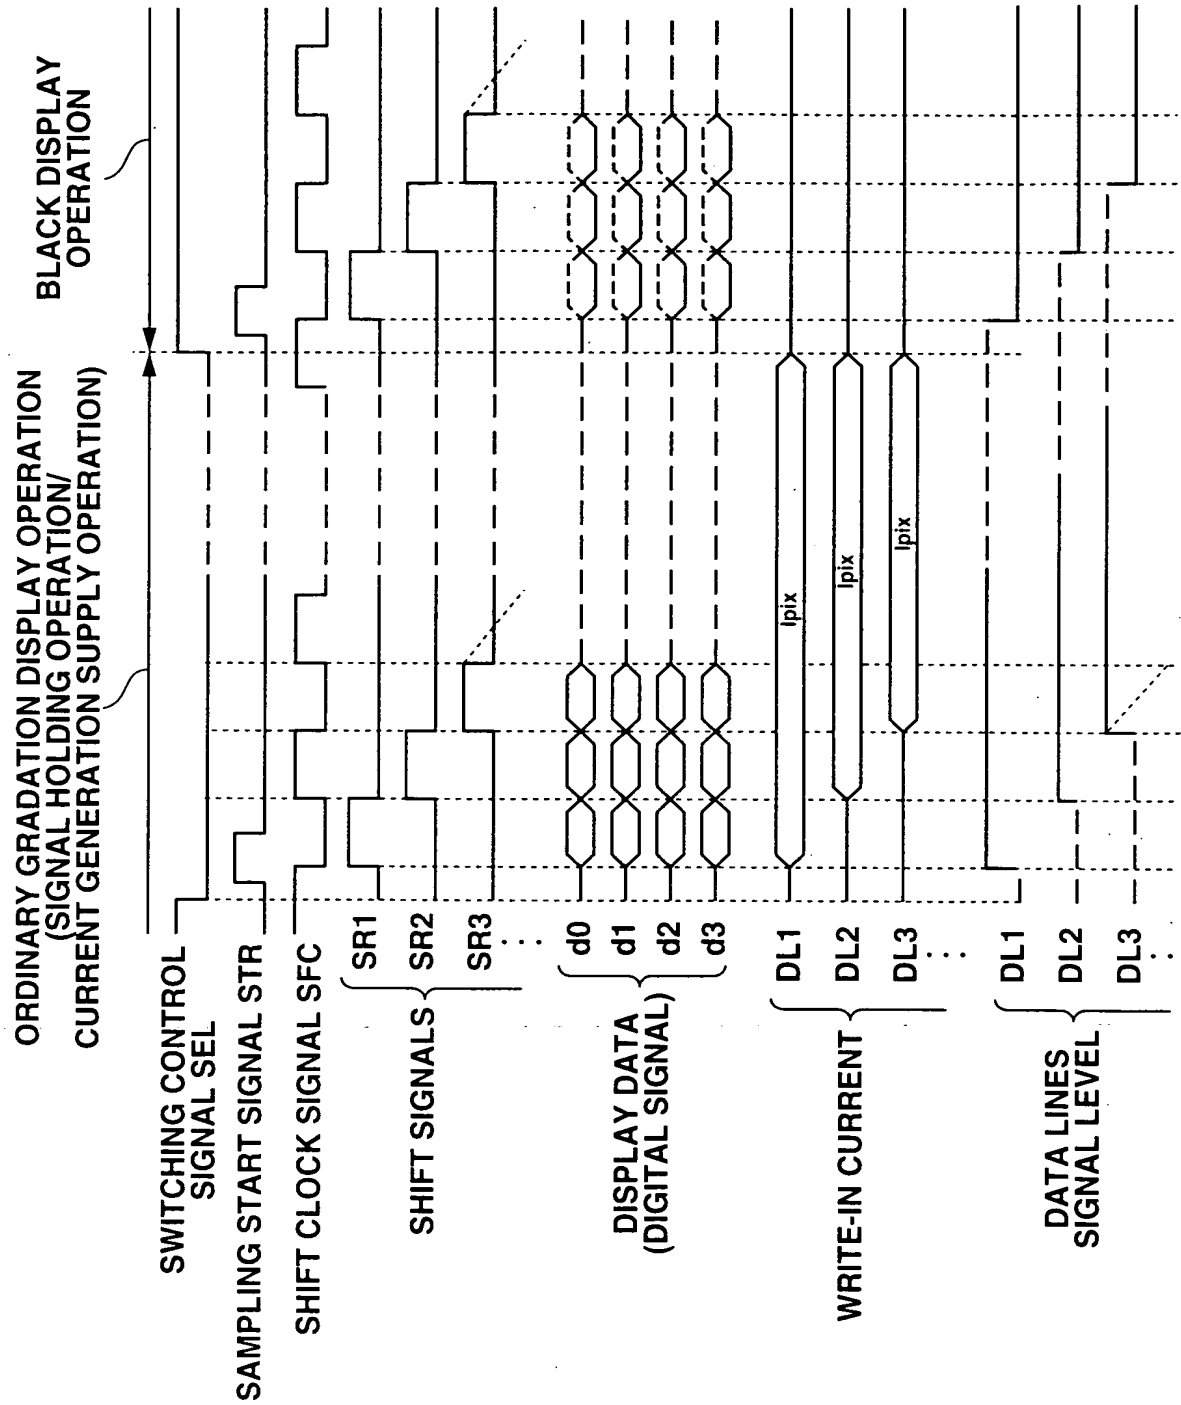 ORDINARY GRADATION DISPLAY OPERATION
(SIGNAL HOLDING OPERATION/
CURRENT GENERATION SUPPLY OPERATION)
BLACK DISPLAY
OPERATION
SWITCHING CONTROL
SIGNAL SEL
SAMPLING START SIGNAL STR
SHIFT CLOCK SIGNAL SFC
SHIFT SIGNALS
SR1
SR2
SR3
DISPLAY DATA
(DIGITAL SIGNAL)
d0
d1
d2
d3
WRITE-IN CURRENT
DL1
Ipix
DL2
Ipix
DL3
Ipix
DATA LINES
SIGNAL LEVEL
DL1
DL2
DL3